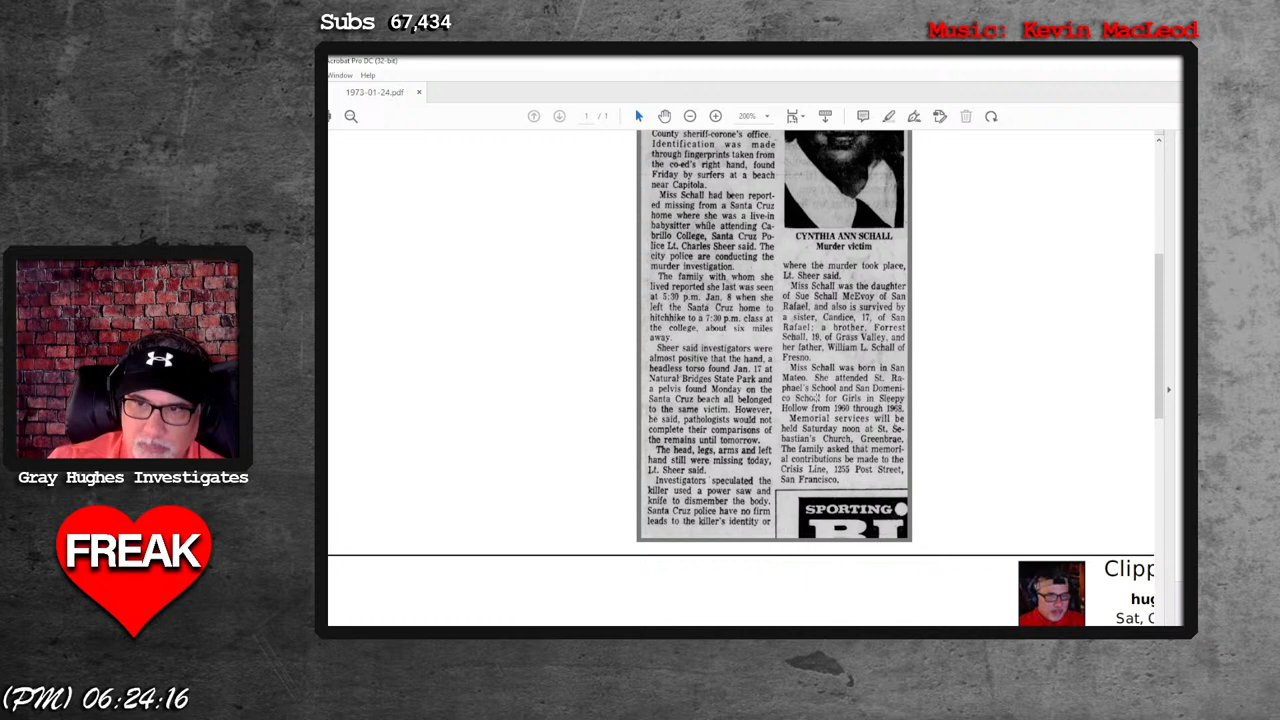 Subs 67,434
Music: Kevin MacLeod
Acrobat Pro DC (32-bit)
Window Help
1973-01-24.pdf
1 / 1
200%
County sheriff-corone's office.
Identification was made
through fingerprints taken from
the co-ed's right hand, found
Friday by surfers at a beach
near Capitola.
Miss Schall had been report-
ed missing from a Santa Cruz
home where she was a live-in
babysitter while attending Ca-
brillo College, Santa Cruz Po-
lice Lt. Charles Sheer said. The
city police are conducting the
murder investigation.
The family with whom she
lived reported she last was seen
at 5:30 p.m. Jan. 8 when she
left the Santa Cruz home to
hitchhike to a 7:30 p.m. class at
the college, about six miles
away.
Sheer said investigators were
almost positive that the hand, a
headless torso found Jan. 17 at
Natural Bridges State Park and
a pelvis found Monday on the
Santa Cruz beach all belonged
to the same victim. However,
he said, pathologists would not
complete their comparisons of
the remains until tomorrow.
The head, legs, arms and left
hand still were missing today,
Lt. Sheer said.
Investigators speculated the
killer used a power saw and
knife to dismember the body.
Santa Cruz police have no firm
leads to the killer's identity or
CYNTHIA ANN SCHALL
Murder victim
where the murder took place,
Lt. Sheer said.
Miss Schall was the daughter
of Sue Schall McEvoy of San
Rafael, and also is survived by
a sister, Candice, 17, of San
Rafael; a brother, Forrest
Schall, 19, of Grass Valley, and
her father, William L. Schall of
Fresno.
Miss Schall was born in San
Mateo. She attended St. Ra-
phael's School and San Domeni-
co School for Girls in Sleepy
Hollow from 1960 through 1968.
Memorial services will be
held Saturday noon at St. Se-
bastian's Church, Greenbrae.
The family asked that memori-
al contributions be made to the
Crisis Line, 1255 Post Street,
San Francisco.
SPORTING
Clipp
hug
Sat, O
Gray Hughes Investigates
FREAK
(PM) 06:24:16